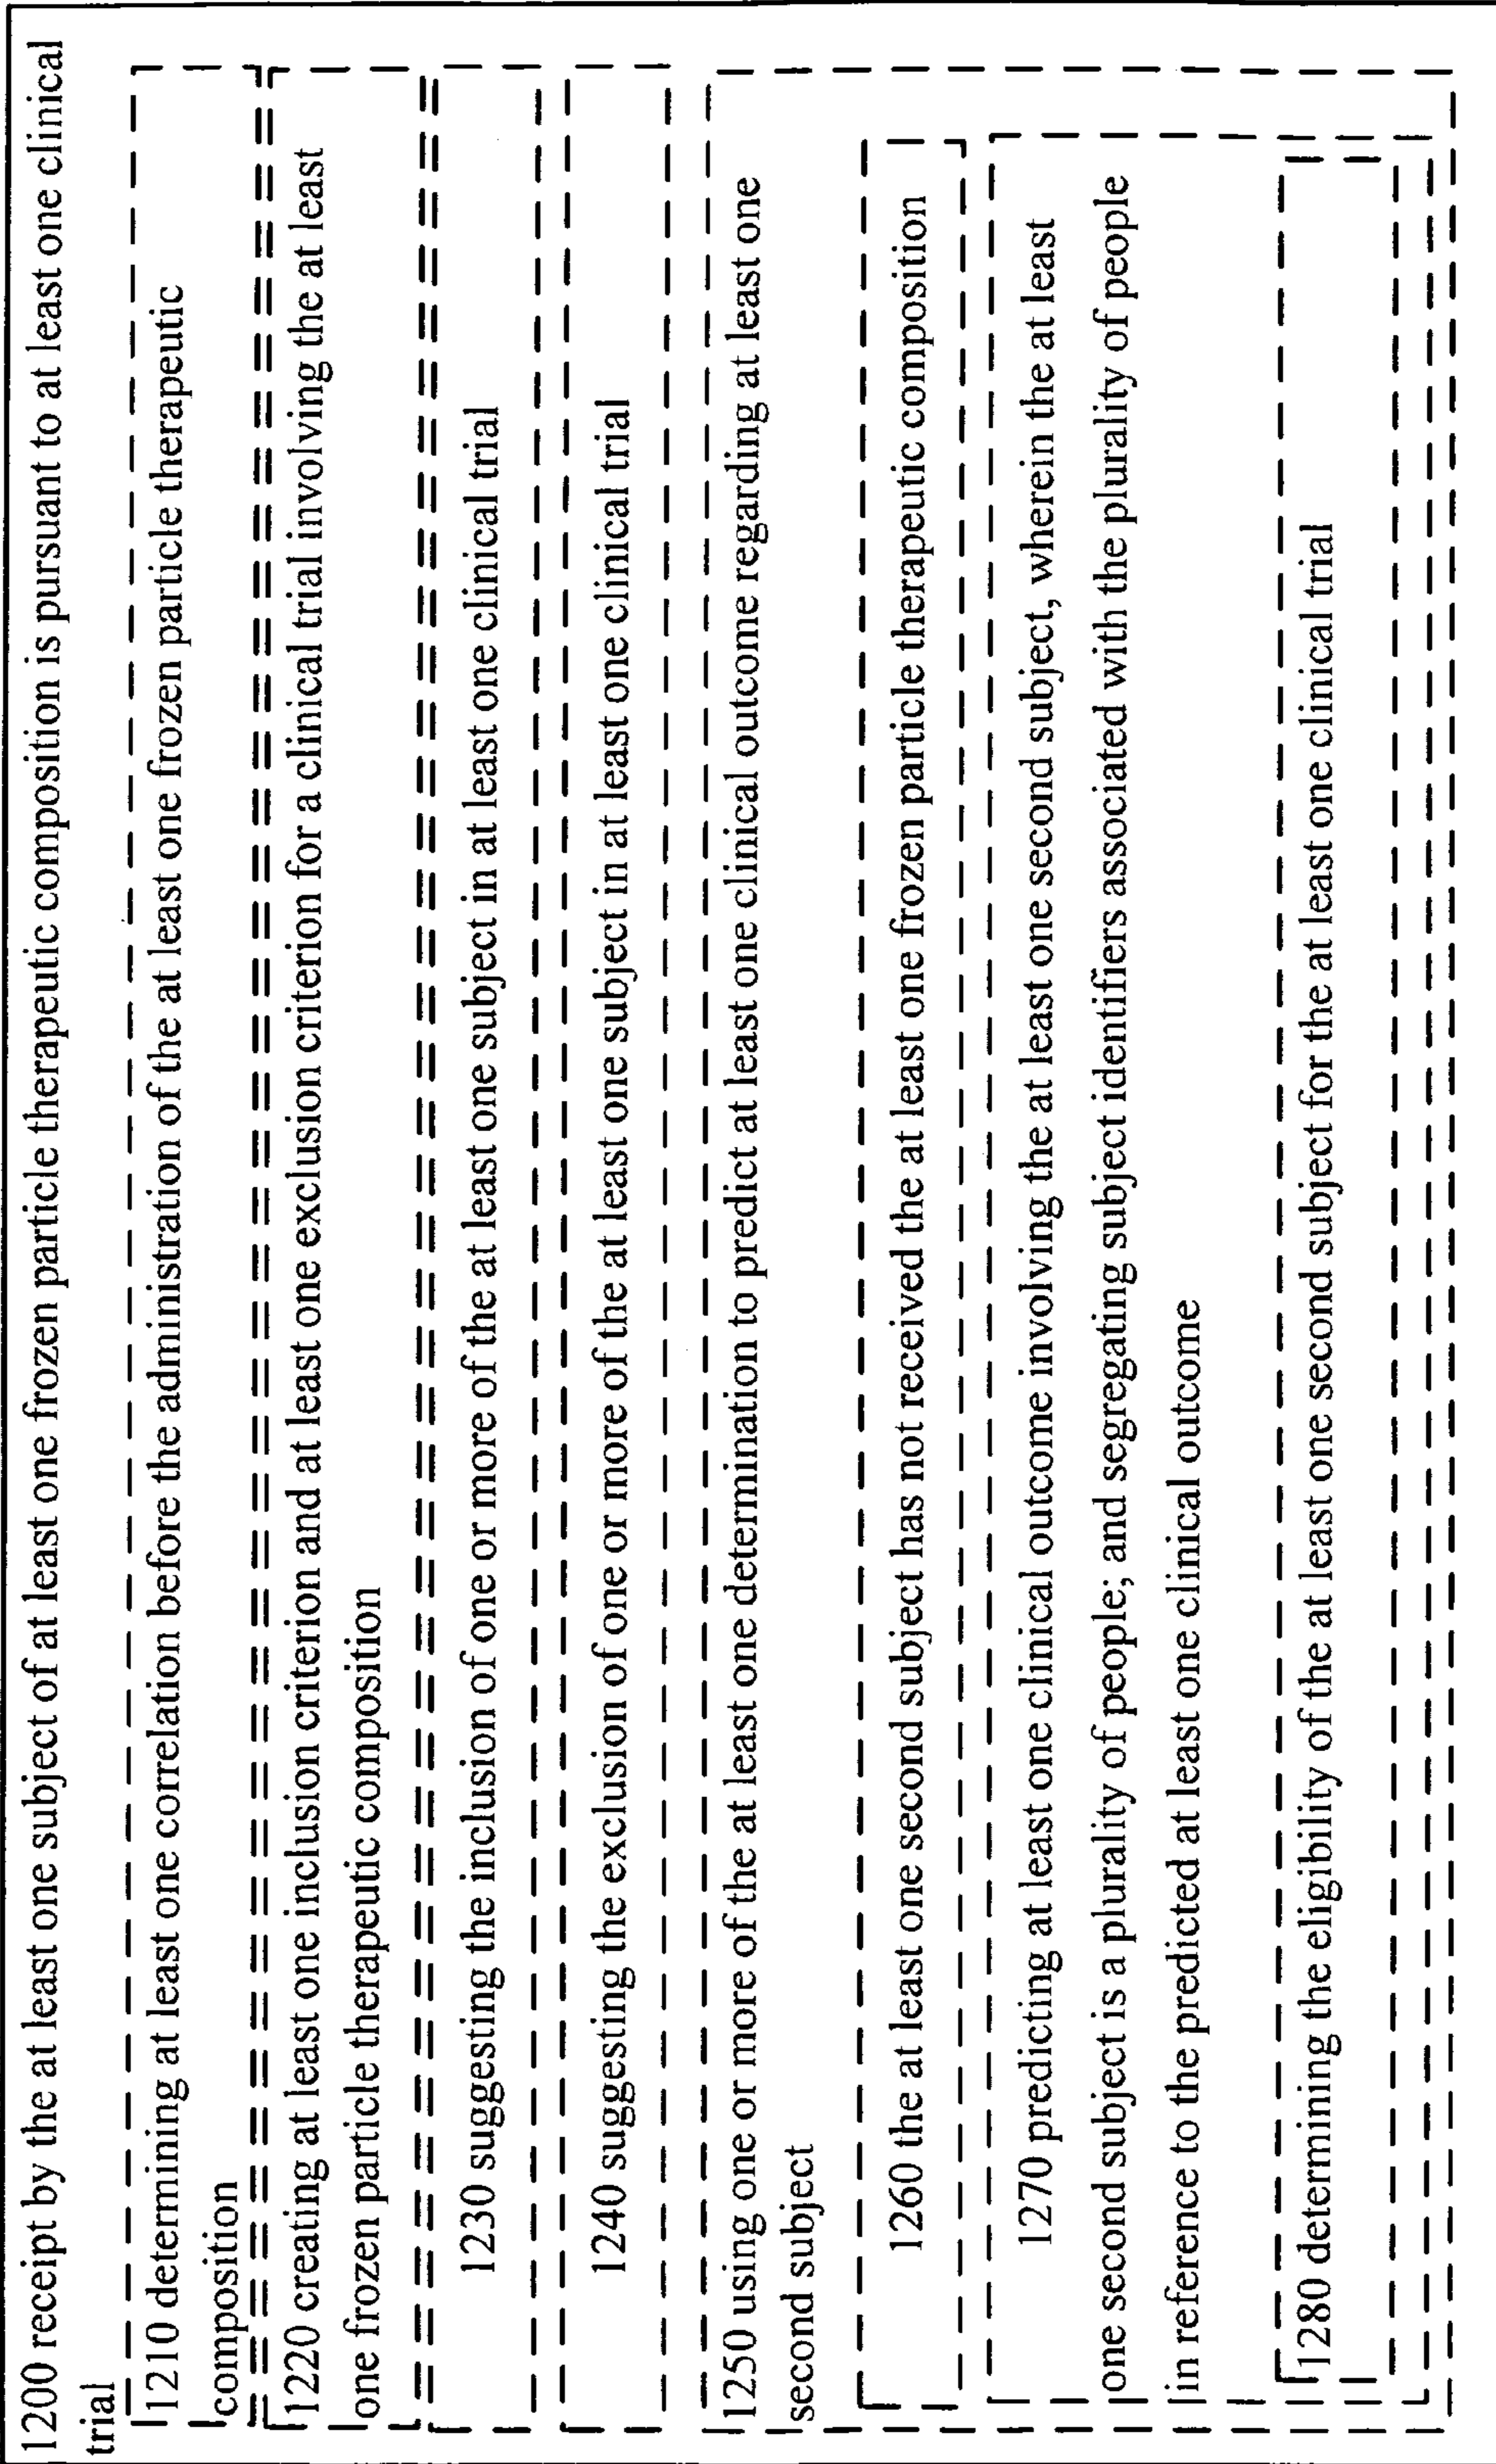 1200 receipt by the at least one subject of at least one frozen particle therapeutic composition is pursuant to at least one clinical
trial
1210 determining at least one correlation before the administration of the at least one frozen particle therapeutic
composition
1220 creating at least one inclusion criterion and at least one exclusion criterion for a clinical trial involving the at least
one frozen particle therapeutic composition
1230 suggesting the inclusion of one or more of the at least one subject in at least one clinical trial
1240 suggesting the exclusion of one or more of the at least one subject in at least one clinical trial
1250 using one or more of the at least one determination to predict at least one clinical outcome regarding at least one
second subject
1260 the at least one second subject has not received the at least one frozen particle therapeutic composition
1270 predicting at least one clinical outcome involving the at least one second subject, wherein the at least
one second subject is a plurality of people; and segregating subject identifiers associated with the plurality of people
in reference to the predicted at least one clinical outcome
1280 determining the eligibility of the at least one second subject for the at least one clinical trial